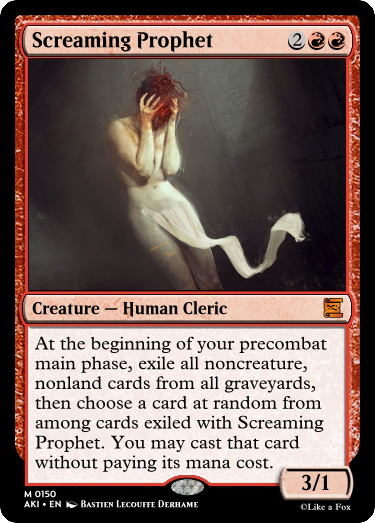 Screaming Prophet 2
Creature — Human Cleric
At the beginning of your precombat
main phase, exile all noncreature,
nonland cards from all graveyards,
then choose a card at random from
among cards exiled with Screaming
Prophet. You may cast that card
without paying its mana cost.
3/1
M 0150
AKI • EN Bastien Lecouffe Derhame
©Like a Fox